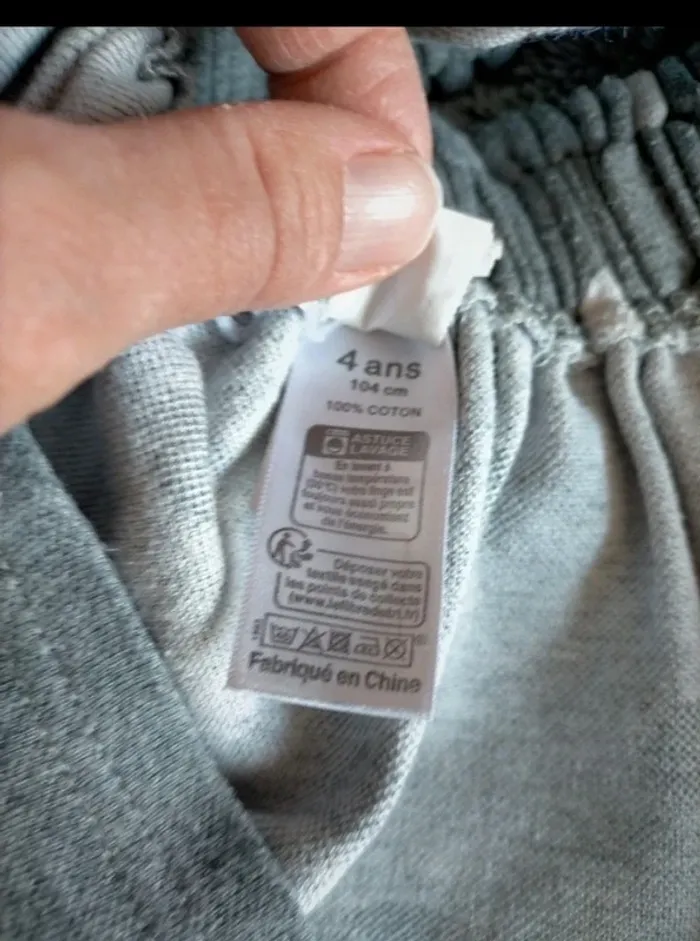 4 ans
104 cm
100% COTON
ASTUCE
LAVAGE
En lavant à
basse température
(30°C) votre linge est
toujours aussi propre
et vous économisez
de l'énergie.
Déposer votre
textile usagé dans
les points de collecte
(www.lafibredutri.fr)
Fabriqué en Chine